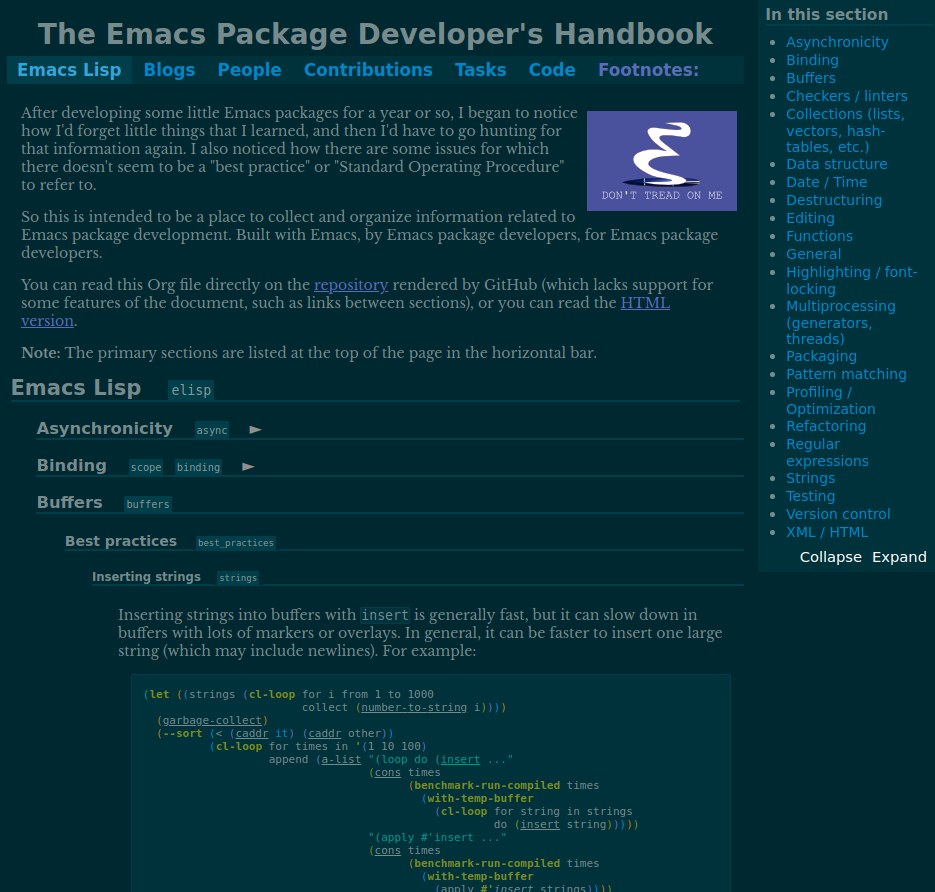 The Emacs Package Developer's Handbook
Emacs Lisp Blogs People Contributions Tasks Code Footnotes:
After developing some little Emacs packages for a year or so, I began to notice
how I'd forget little things that I learned, and then I'd have to go hunting for
that information again. I also noticed how there are some issues for which
there doesn't seem to be a "best practice" or "Standard Operating Procedure"
to refer to.
DON'T TREAD ON ME
So this is intended to be a place to collect and organize information related to
Emacs package development. Built with Emacs, by Emacs package developers, for Emacs package
developers.
You can read this Org file directly on the repository rendered by GitHub (which lacks support for
some features of the document, such as links between sections), or you can read the HTML
version.
Note: The primary sections are listed at the top of the page in the horizontal bar.
Emacs Lisp elisp
Asynchronicity async ►
Binding scope binding ►
Buffers buffers
Best practices best_practices
Inserting strings strings
Inserting strings into buffers with insert is generally fast, but it can slow down in
buffers with lots of markers or overlays. In general, it can be faster to insert one large
string (which may include newlines). For example:
(let ((strings (cl-loop for i from 1 to 1000
collect (number-to-string i))))
(garbage-collect)
(--sort (< (caddr it) (caddr other))
(cl-loop for times in '(1 10 100)
append (a-list "(loop do (insert ..."
(cons times
(benchmark-run-compiled times
(with-temp-buffer
(cl-loop for string in strings
do (insert string)))))
"(apply #'insert ..."
(cons times
(benchmark-run-compiled times
(with-temp-buffer
(apply #'insert strings))))
In this section
Asynchronicity
Binding
Buffers
Checkers / linters
Collections (lists,
vectors, hash-
tables, etc.)
Data structure
Date / Time
Destructuring
Editing
Functions
General
Highlighting / font-
locking
Multiprocessing
(generators,
threads)
Packaging
Pattern matching
Profiling /
Optimization
Refactoring
Regular
expressions
Strings
Testing
Version control
XML / HTML
Collapse Expand